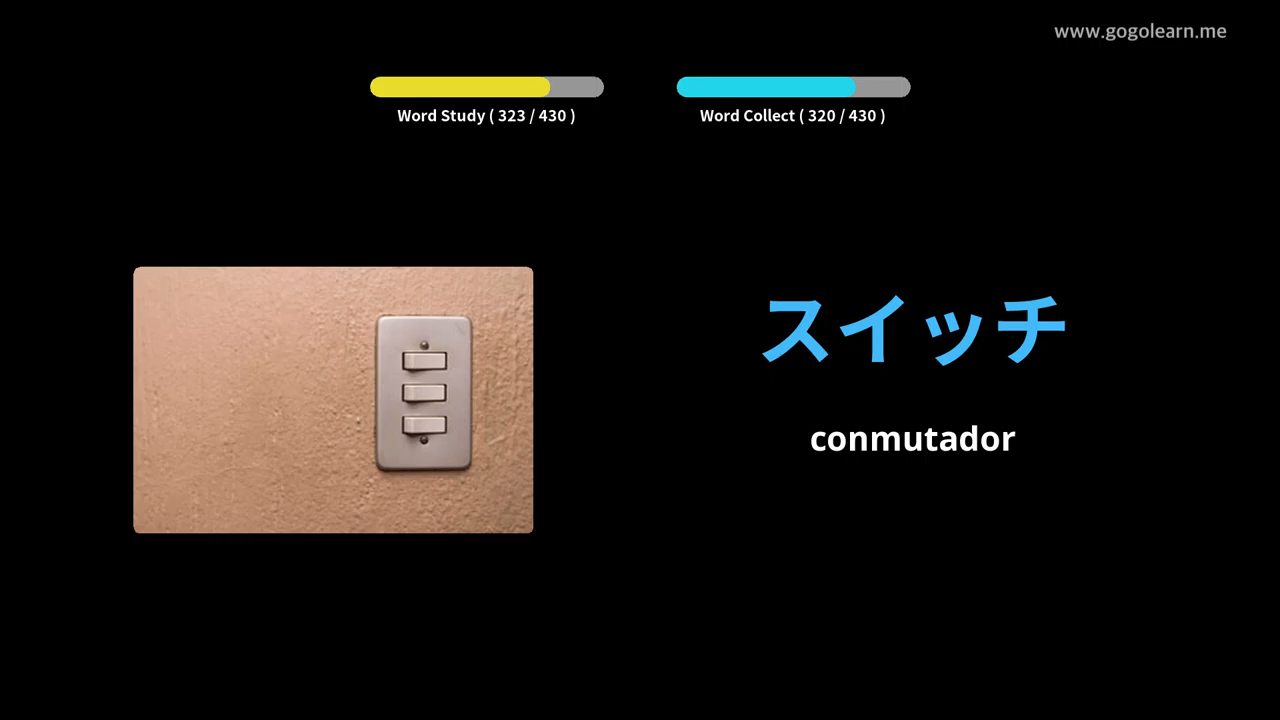 www.gogolearn.me
Word Study ( 323 / 430 )
Word Collect ( 320 / 430 )
スイッチ
conmutador